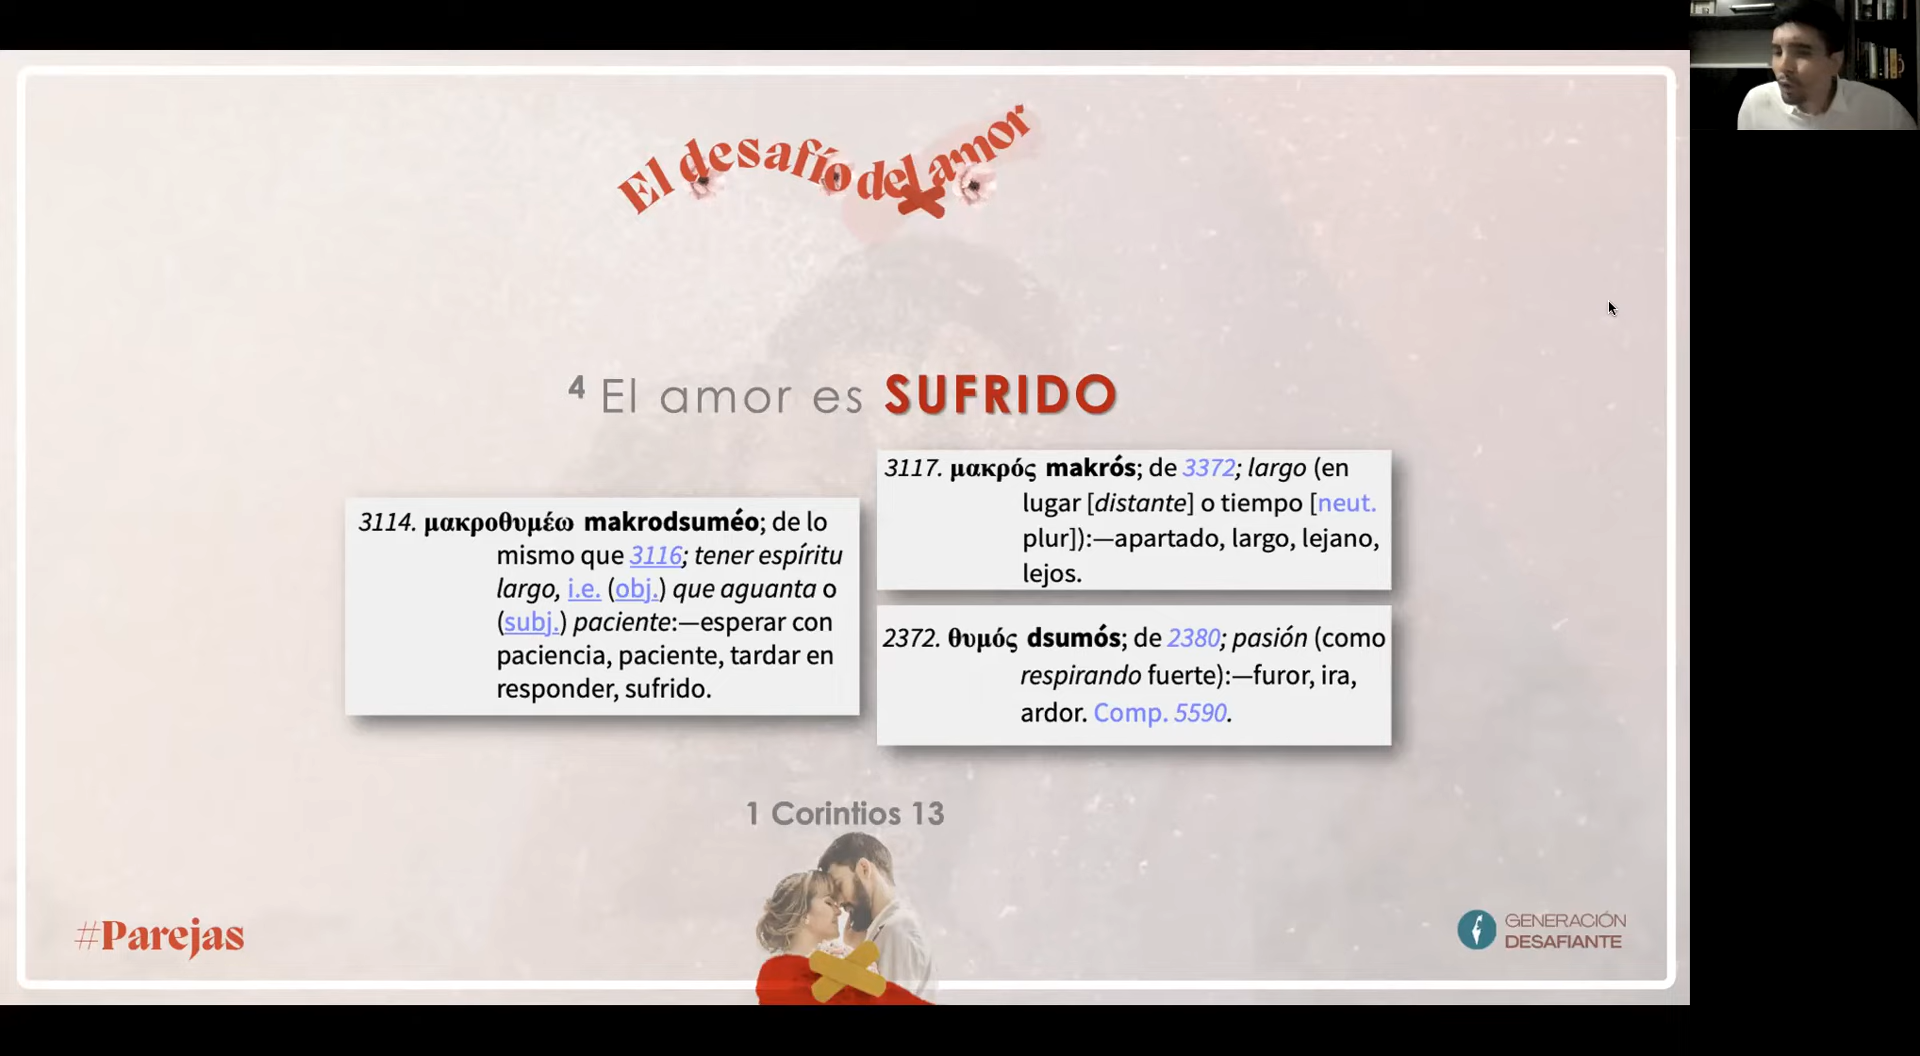 El desafío del amor
4 El amor es SUFRIDO
3114. μακροθυμέω makrodsuméo; de lo
mismo que 3116; tener espíritu
largo, i.e. (obj.) que aguanta o
(subj.) paciente:—esperar con
paciencia, paciente, tardar en
responder, sufrido.
3117. μακρός makrós; de 3372; largo (en
lugar [distante] o tiempo [neut.
plur]):—apartado, largo, lejano,
lejos.
2372. θυμός dsumós; de 2380; pasión (como
respirando fuerte):—furor, ira,
ardor. Comp. 5590.
1 Corintios 13
#Parejas
GENERACIÓN
DESAFIANTE